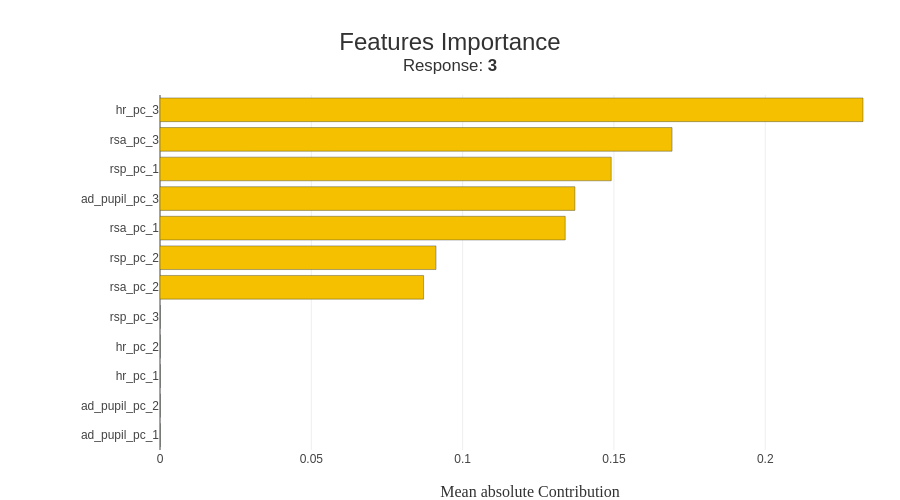 Features Importance
Response: 3
hr_pc_3
rsa_pc_3
rsp_pc_1
ad_pupil_pc_3
rsa_pc_1
rsp_pc_2
rsa_pc_2
rsp_pc_3
hr_pc_2
hr_pc_1
ad_pupil_pc_2
ad_pupil_pc_1
0 0.05 0.1 0.15 0.2
Mean absolute Contribution